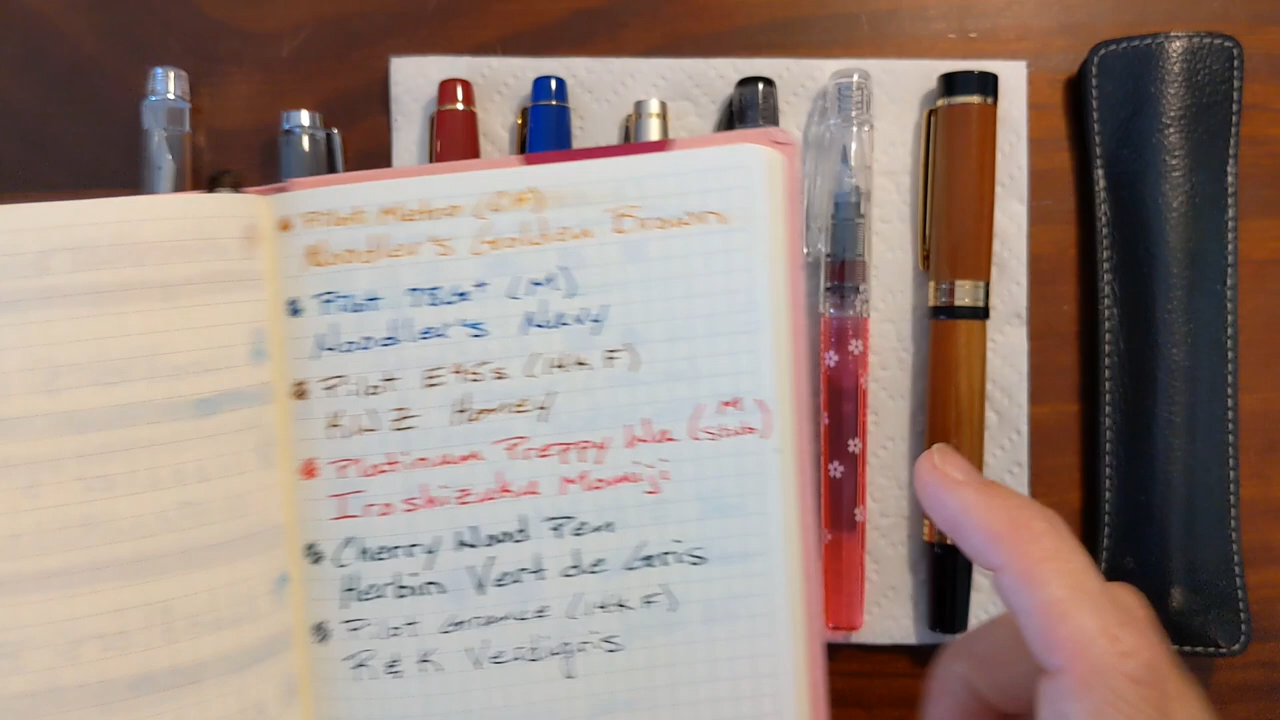 Pilot Metro
Noodler's Golden Brown
Pilot (M)
Noodler's Navy
Pilot E95s (14k F)
KWZ Honey
Platinum Preppy Wa (M
Iroshizuku Momiji
Cherry Wood Pen
Herbin Vert de Gris
Pilot Grance (14k F)
R&K Verdigris